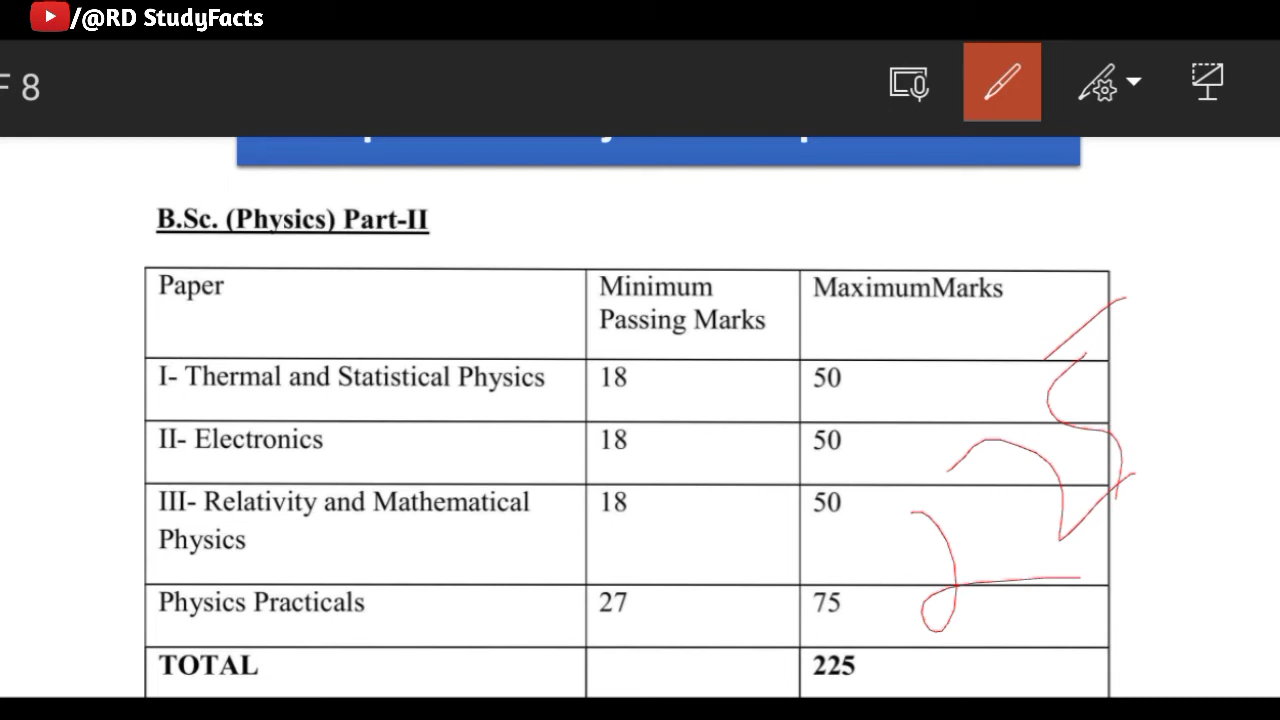 /@RD StudyFacts
F 8
B.Sc. (Physics) Part-II
Paper Minimum Passing Marks MaximumMarks
I- Thermal and Statistical Physics 18 50
II- Electronics 18 50
III- Relativity and Mathematical Physics 18 50
Physics Practicals 27 75
TOTAL 225